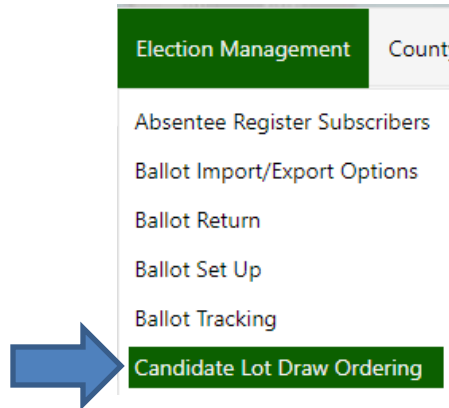 Election Management
Absentee Register Subscribers
Ballot Import/Export Options
Ballot Return
Ballot Set Up
Ballot Tracking
Candidate Lot Draw Ordering